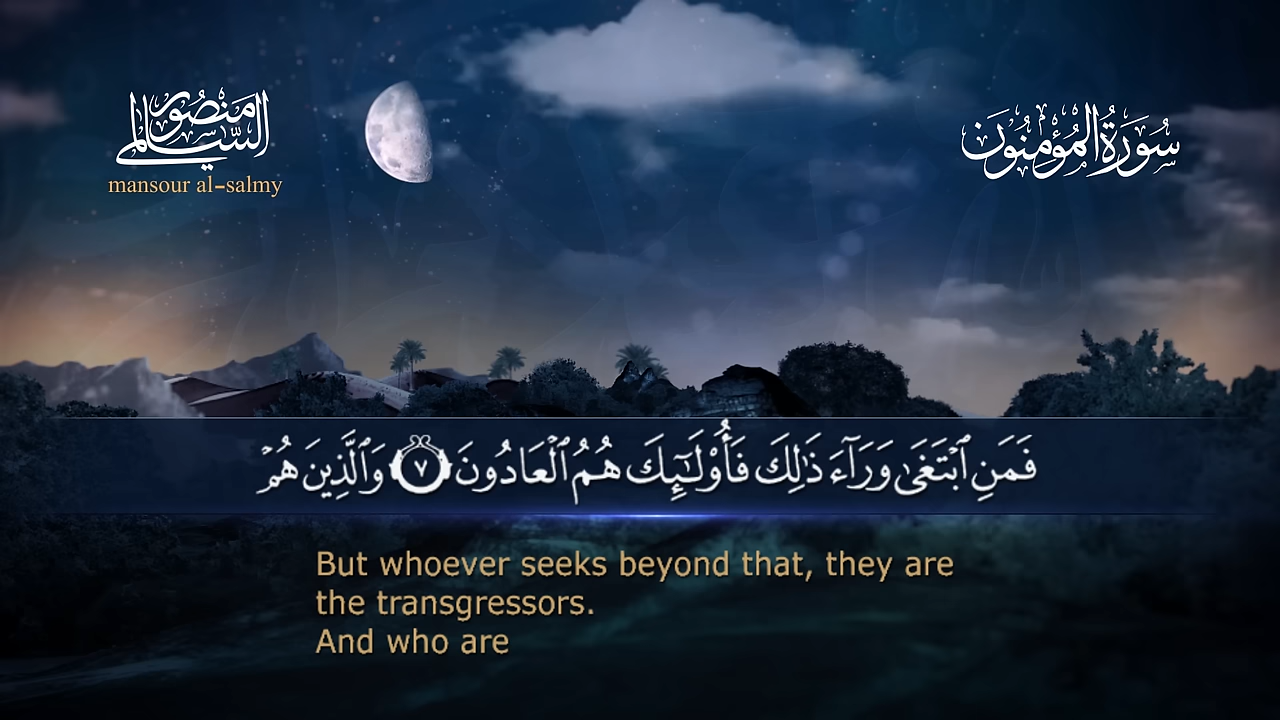 منصور السالمي
mansour al-salmy
سُورَةُ الْمُؤْمِنُون
فَمَنِ ٱبْتَغَىٰ وَرَآءَ ذَٰلِكَ فَأُو۟لَـٰٓئِكَ هُمُ ٱلْعَادُونَ ٧ وَٱلَّذِينَ هُمْ
But whoever seeks beyond that, they are
the transgressors.
And who are